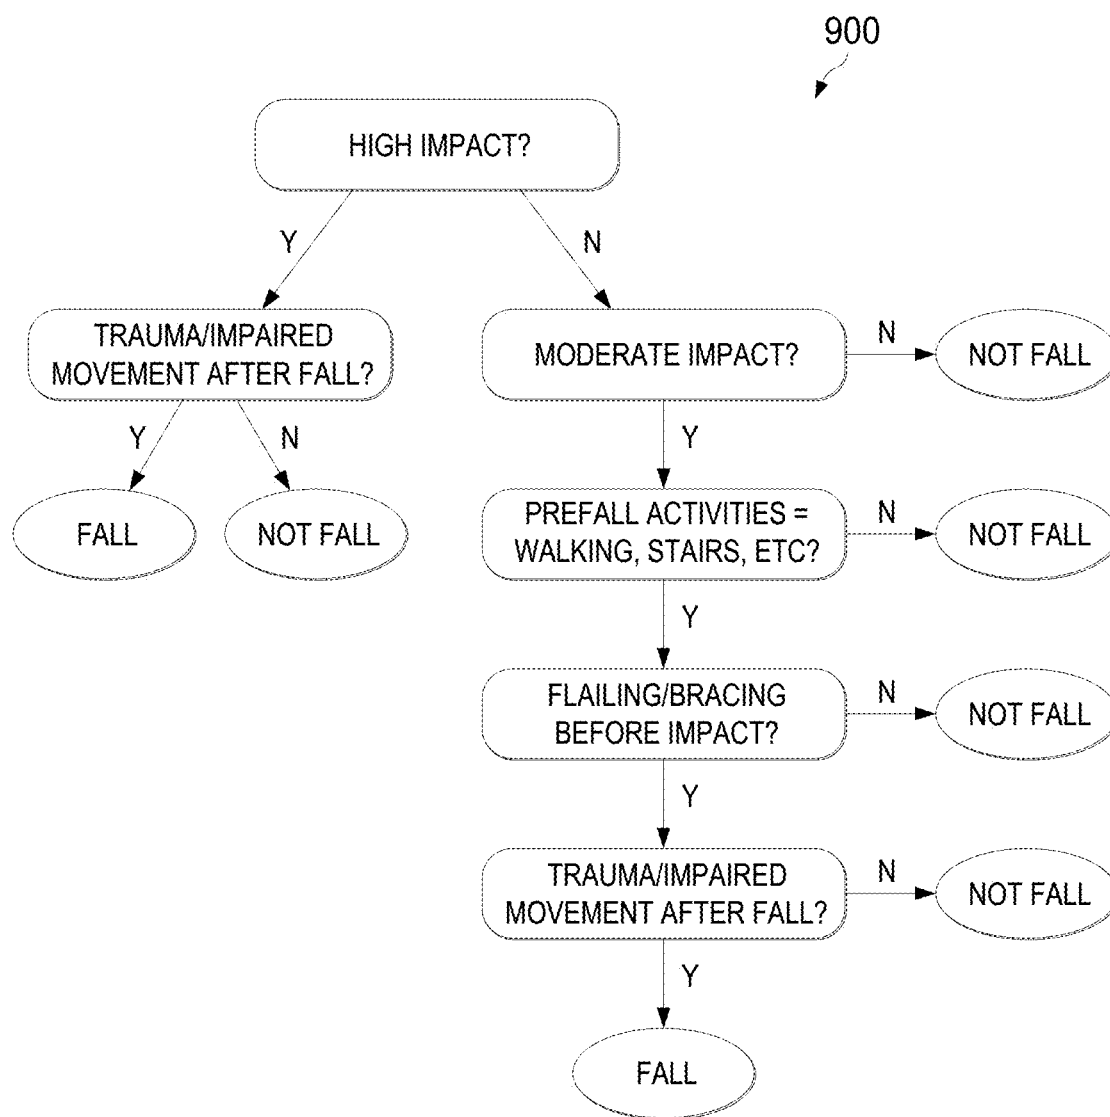 900
HIGH IMPACT?
Y
N
TRAUMA/IMPAIRED
MOVEMENT AFTER FALL?
MODERATE IMPACT?
N
NOT FALL
Y
N
Y
FALL
NOT FALL
PREFALL ACTIVITIES =
WALKING, STAIRS, ETC?
N
NOT FALL
Y
FLAILING/BRACING
BEFORE IMPACT?
N
NOT FALL
Y
TRAUMA/IMPAIRED
MOVEMENT AFTER FALL?
N
NOT FALL
Y
FALL